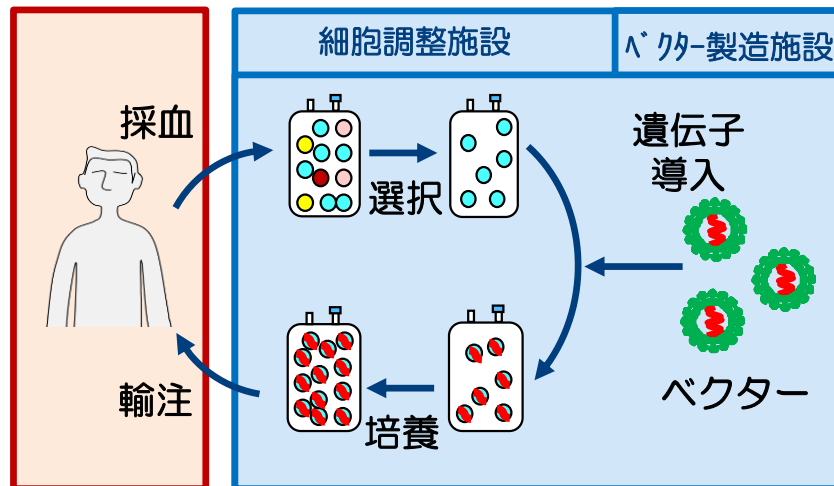 細胞調整施設
ﾍﾞｸﾀｰ製造施設
採血
選択
遺伝子
導入
輸注
培養
ベクター